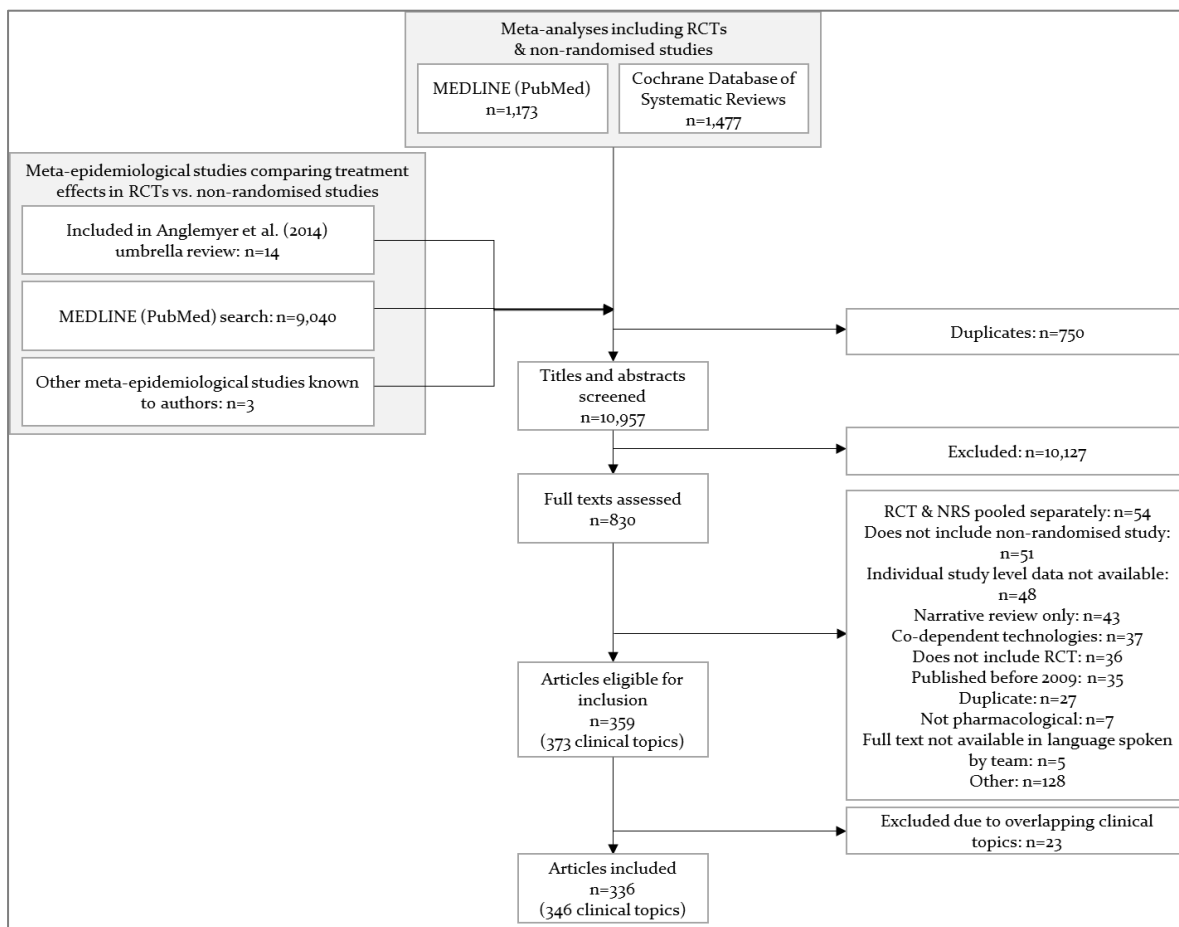 Meta-analyses including RCTs
& non-randomised studies
MEDLINE (PubMed)
n=1,173
Cochrane Database of
Systematic Reviews
n=1,477
Meta-epidemiological studies comparing treatment
effects in RCTs vs. non-randomised studies
Included in Anglemyer et al. (2014)
umbrella review: n=14
MEDLINE (PubMed) search: n=9,040
Other meta-epidemiological studies known
to authors: n=3
Duplicates: n=750
Titles and abstracts
screened
n=10,957
Excluded: n=10,127
Full texts assessed
n=830
RCT & NRS pooled separately: n=54
Does not include non-randomised study:
n=51
Individual study level data not available:
n=48
Narrative review only: n=43
Co-dependent technologies: n=37
Does not include RCT: n=36
Published before 2009: n=35
Duplicate: n=27
Not pharmacological: n=7
Full text not available in language spoken
by team: n=5
Other: n=128
Articles eligible for
inclusion
n=359
(373 clinical topics)
Excluded due to overlapping clinical
topics: n=23
Articles included
n=336
(346 clinical topics)